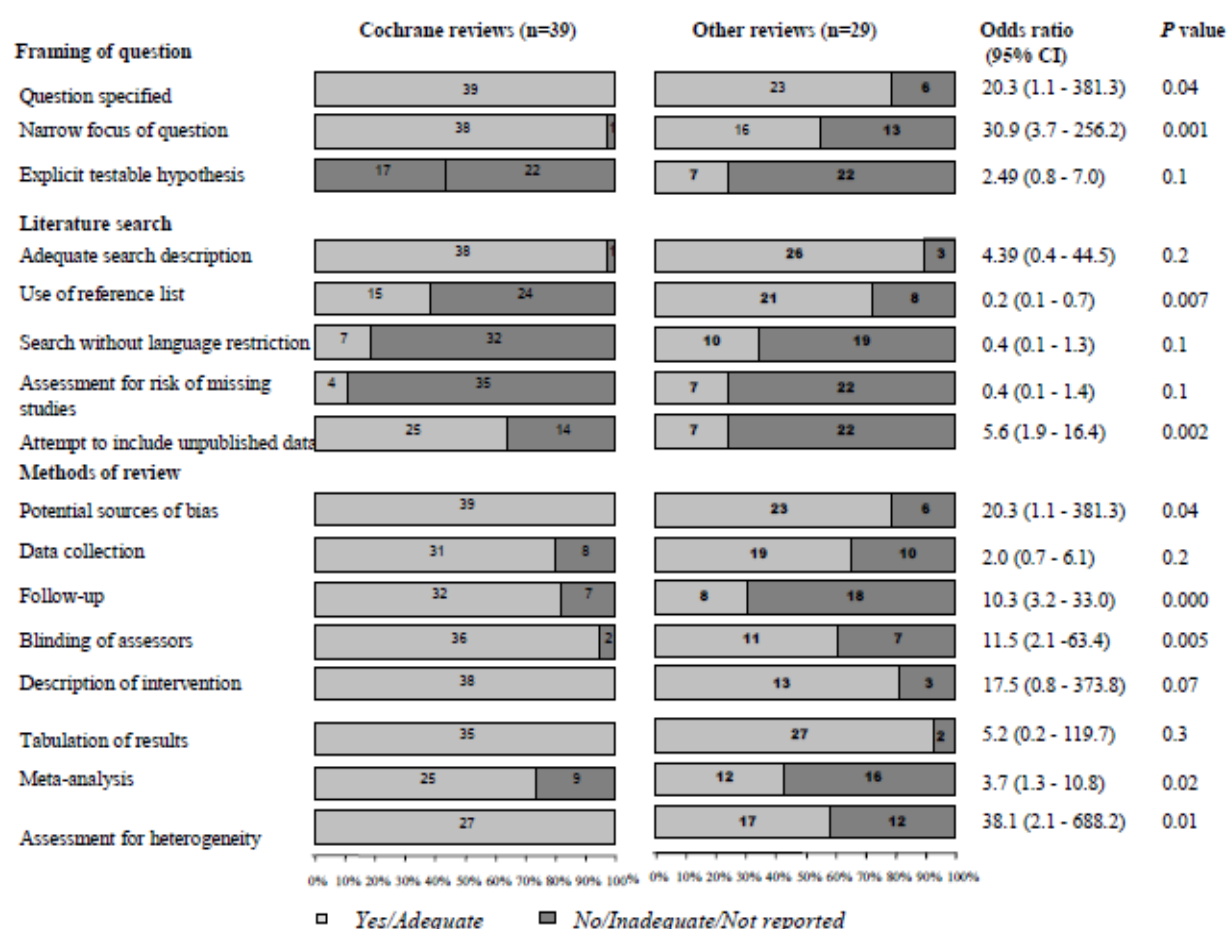 Cochrane reviews (n=39) Other reviews (n=29) Odds ratio (95% CI) P value
Framing of question
Question specified 39 23 6 20.3 (1.1 - 381.3) 0.04
Narrow focus of question 38 1 16 13 30.9 (3.7 - 256.2) 0.001
Explicit testable hypothesis 17 22 7 22 2.49 (0.8 - 7.0) 0.1
Literature search
Adequate search description 38 1 26 3 4.39 (0.4 - 44.5) 0.2
Use of reference list 15 24 21 8 0.2 (0.1 - 0.7) 0.007
Search without language restriction 7 32 10 19 0.4 (0.1 - 1.3) 0.1
Assessment for risk of missing studies 4 35 7 22 0.4 (0.1 - 1.4) 0.1
Attempt to include unpublished data 25 14 7 22 5.6 (1.9 - 16.4) 0.002
Methods of review
Potential sources of bias 39 23 6 20.3 (1.1 - 381.3) 0.04
Data collection 31 8 19 10 2.0 (0.7 - 6.1) 0.2
Follow-up 32 7 8 18 10.3 (3.2 - 33.0) 0.000
Blinding of assessors 36 2 11 7 11.5 (2.1 -63.4) 0.005
Description of intervention 38 13 3 17.5 (0.8 - 373.8) 0.07
Tabulation of results 35 27 2 5.2 (0.2 - 119.7) 0.3
Meta-analysis 25 9 12 16 3.7 (1.3 - 10.8) 0.02
Assessment for heterogeneity 27 17 12 38.1 (2.1 - 688.2) 0.01
0% 10% 20% 30% 40% 50% 60% 70% 80% 90% 100% 0% 10% 20% 30% 40% 50% 60% 70% 80% 90% 100%
Yes/Adequate No/Inadequate/Not reported